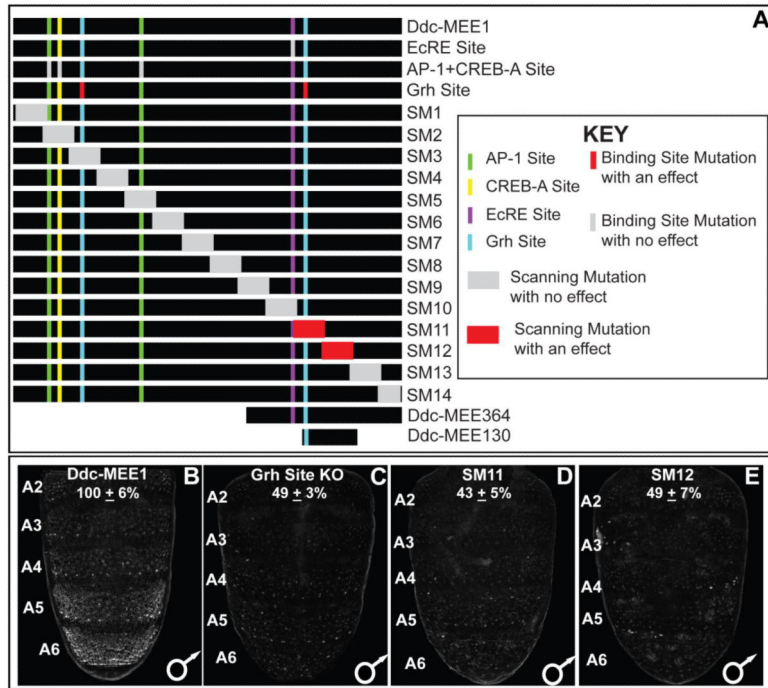 A
Ddc-MEE1
EcRE Site
AP-1+CREB-A Site
Grh Site
SM1
SM2
SM3
SM4
SM5
SM6
SM7
SM8
SM9
SM10
SM11
SM12
SM13
SM14
Ddc-MEE364
Ddc-MEE130
KEY
AP-1 Site
CREB-A Site
EcRE Site
Grh Site
Binding Site Mutation
with an effect
Binding Site Mutation
with no effect
Scanning Mutation
with no effect
Scanning Mutation
with an effect
Ddc-MEE1 B
100 ± 6%
A2
A3
A4
A5
A6
Grh Site KO C
49 ± 3%
A2
A3
A4
A5
A6
SM11 D
43 ± 5%
A2
A3
A4
A5
A6
SM12 E
49 ± 7%
A2
A3
A4
A5
A6